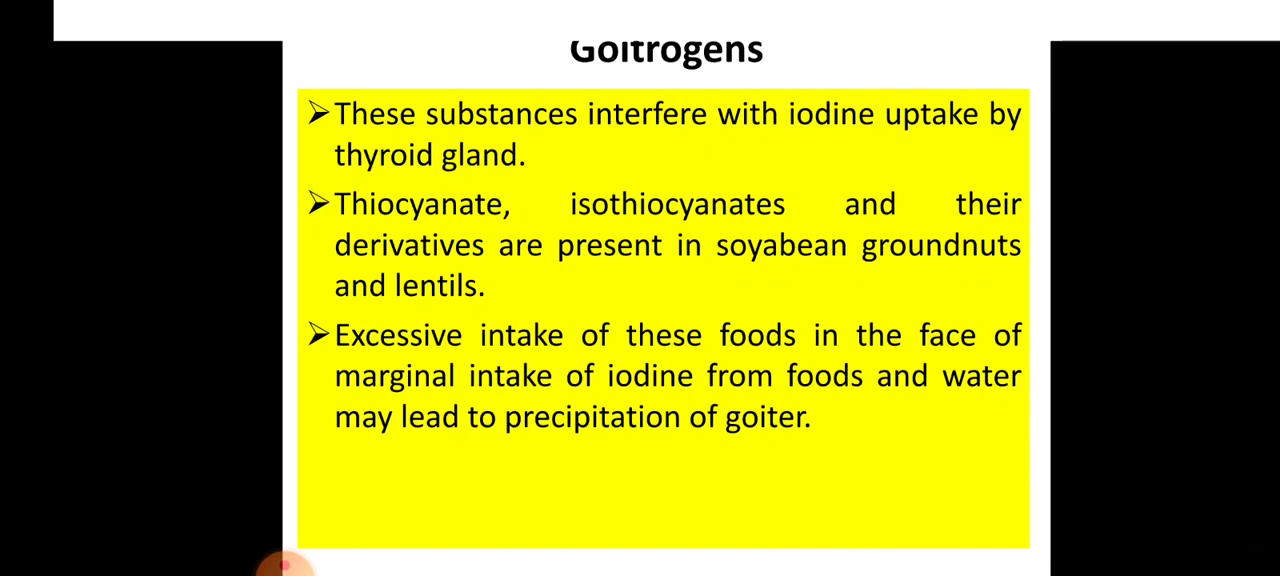 Goitrogens
➢These substances interfere with iodine uptake by
thyroid gland.
➢Thiocyanate, isothiocyanates and their
derivatives are present in soyabean groundnuts
and lentils.
➢Excessive intake of these foods in the face of
marginal intake of iodine from foods and water
may lead to precipitation of goiter.